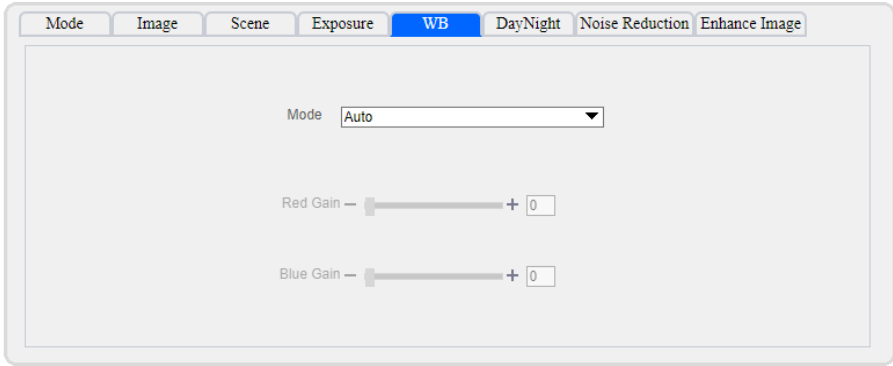 Mode Image Scene Exposure WB DayNight Noise Reduction Enhance Image
Mode Auto
Red Gain − + 0
Blue Gain − + 0